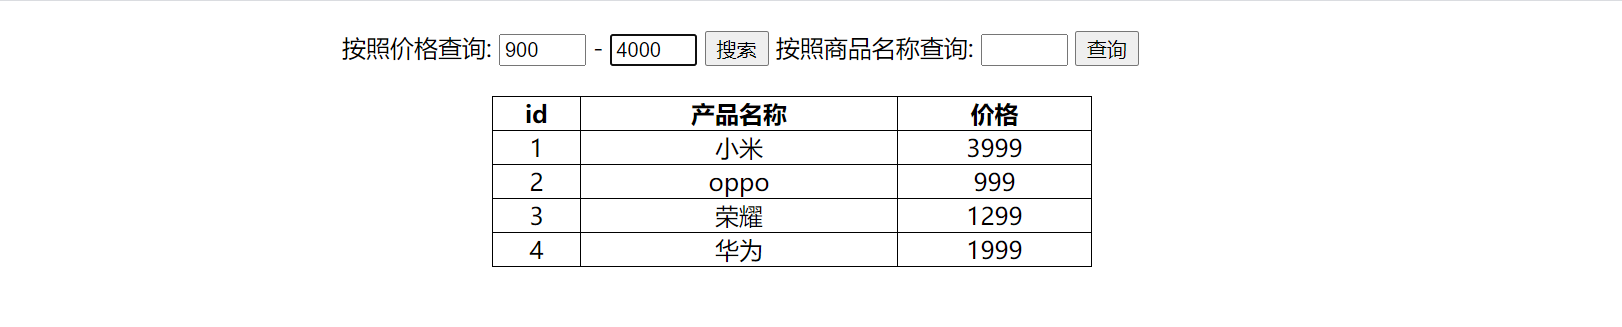 按照价格查询: 900 - 4000 搜索 按照商品名称查询: 查询
id 产品名称 价格
1 小米 3999
2 oppo 999
3 荣耀 1299
4 华为 1999